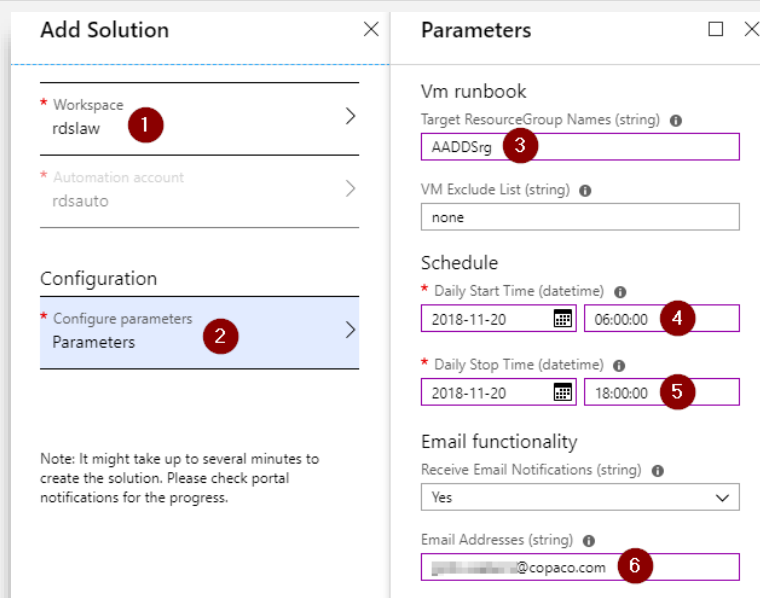 Add Solution
* Workspace
rdslaw
1
* Automation account
rdsauto
Configuration
* Configure parameters
Parameters
2
Note: It might take up to several minutes to
create the solution. Please check portal
notifications for the progress.
Parameters
Vm runbook
Target ResourceGroup Names (string)
AADDSrg
3
VM Exclude List (string)
none
Schedule
* Daily Start Time (datetime)
2018-11-20 06:00:00
4
* Daily Stop Time (datetime)
2018-11-20 18:00:00
5
Email functionality
Receive Email Notifications (string)
Yes
Email Addresses (string)
@copaco.com
6